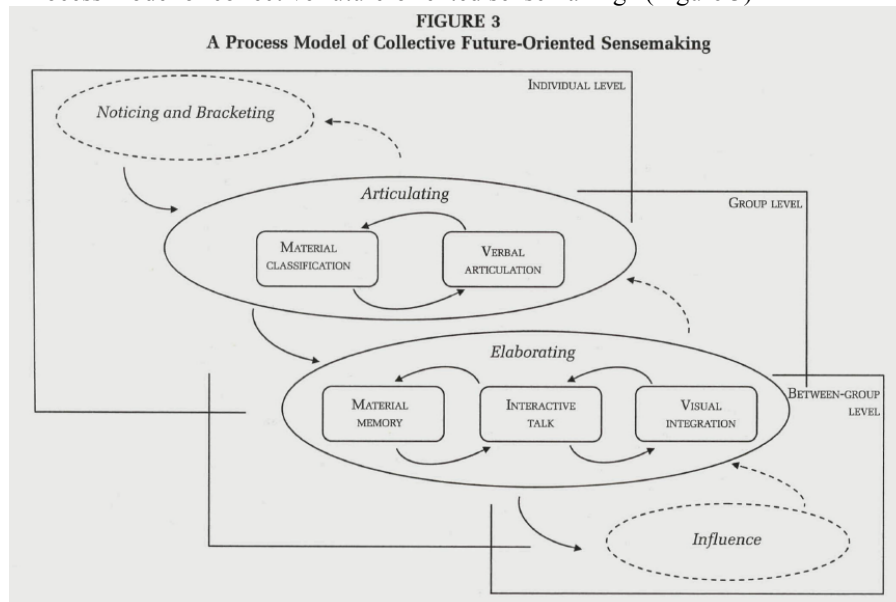 FIGURE 3
A Process Model of Collective Future-Oriented Sensemaking
INDIVIDUAL LEVEL
Noticing and Bracketing
Articulating
GROUP LEVEL
MATERIAL
CLASSIFICATION
VERBAL
ARTICULATION
Elaborating
BETWEEN-GROUP
LEVEL
MATERIAL
MEMORY
INTERACTIVE
TALK
VISUAL
INTEGRATION
Influence